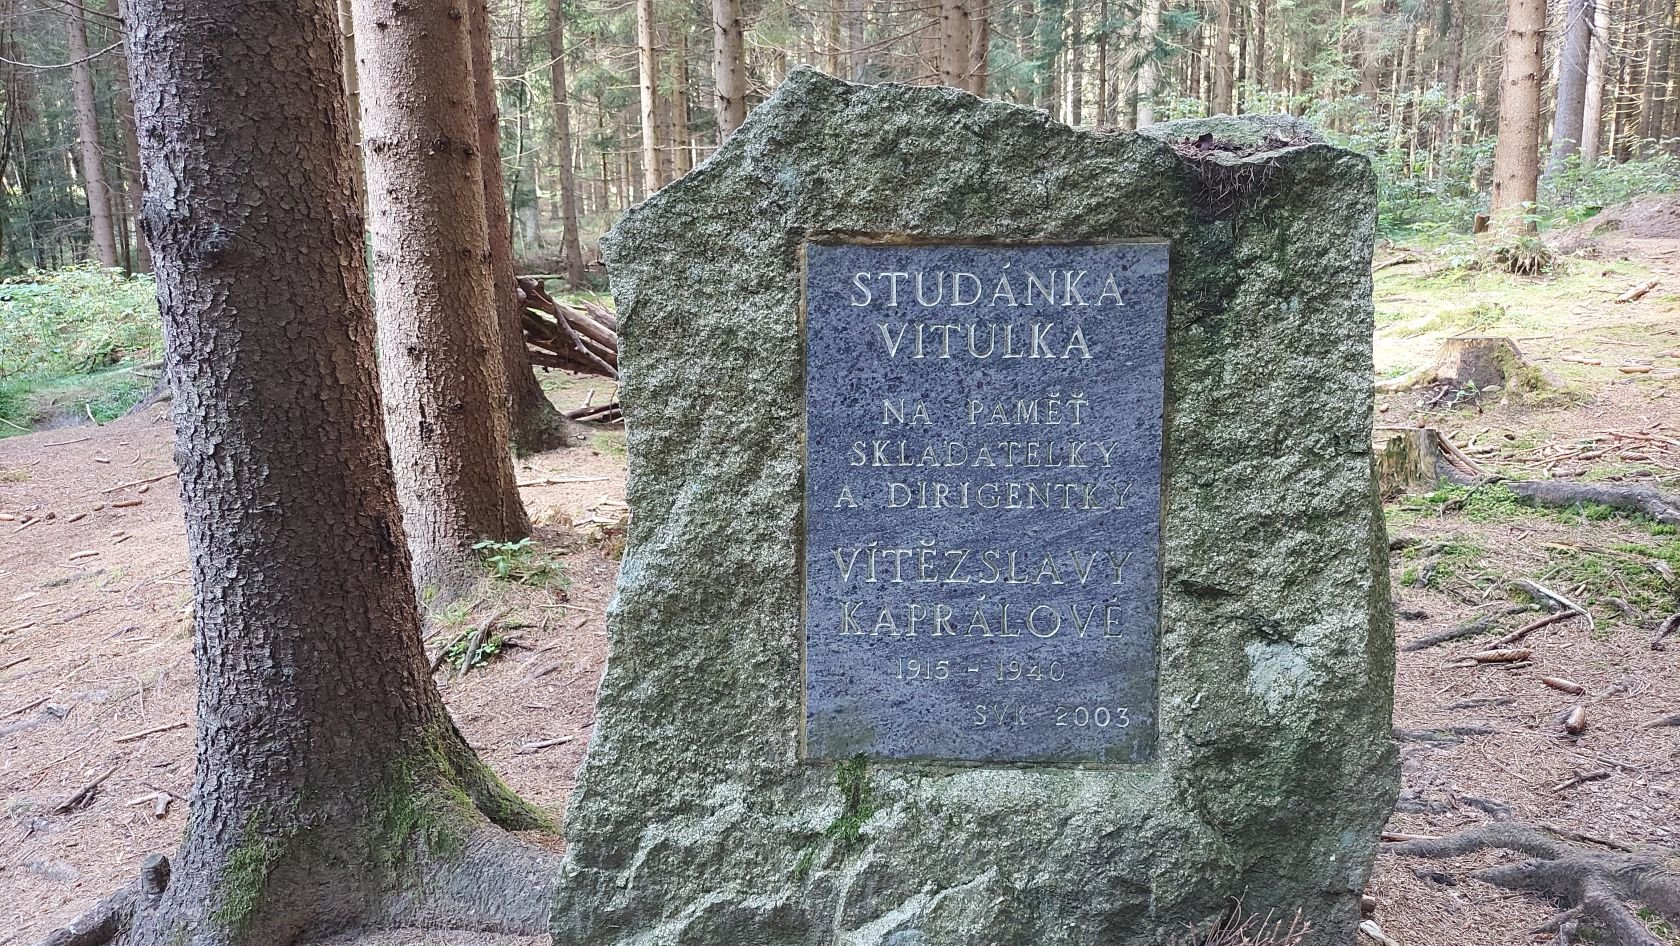 STUDÁNKA
VITULKA
NA PAMĚŤ
SKLADATELKY
A DIRIGENTKY
VÍTĚZSLAVY
KAPRÁLOVÉ
1915 - 1940
SVK 2003